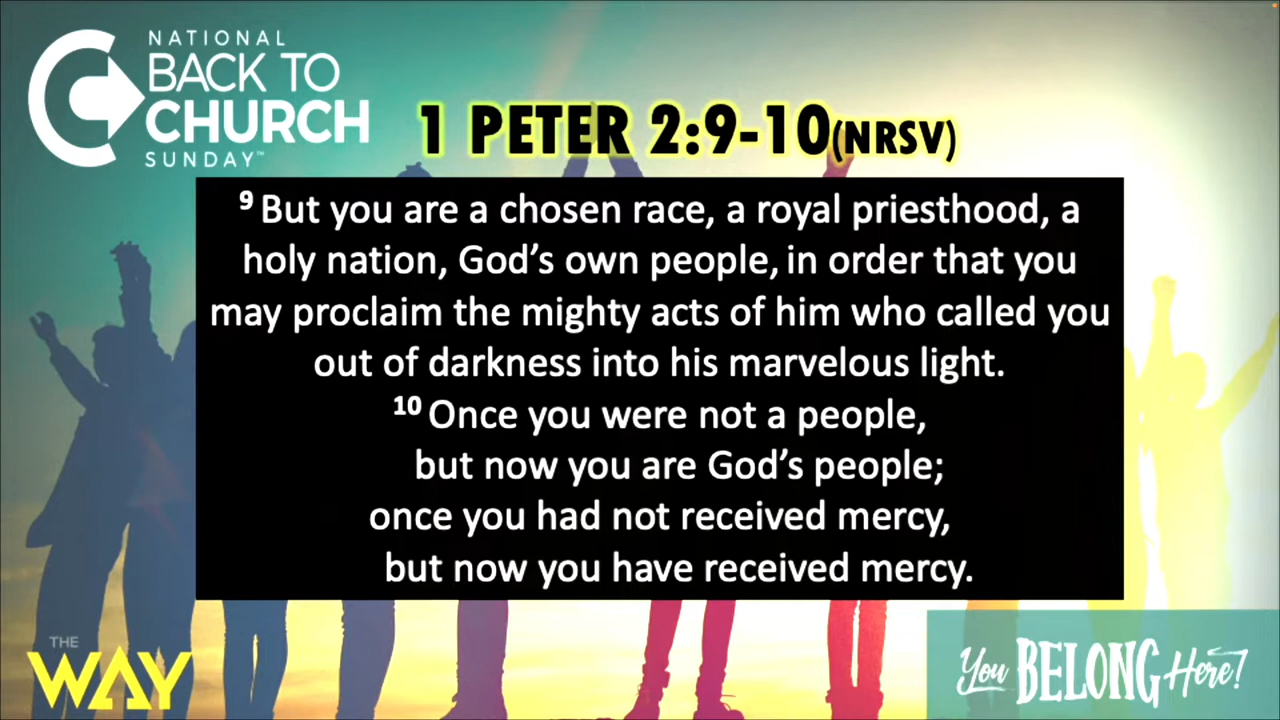 NATIONAL
BACK TO
CHURCH
SUNDAY™
1 PETER 2:9-10(NRSV)
⁹ But you are a chosen race, a royal priesthood, a
holy nation, God’s own people, in order that you
may proclaim the mighty acts of him who called you
out of darkness into his marvelous light.
¹⁰ Once you were not a people,
but now you are God’s people;
once you had not received mercy,
but now you have received mercy.
THE
WAY
You BELONG Here!